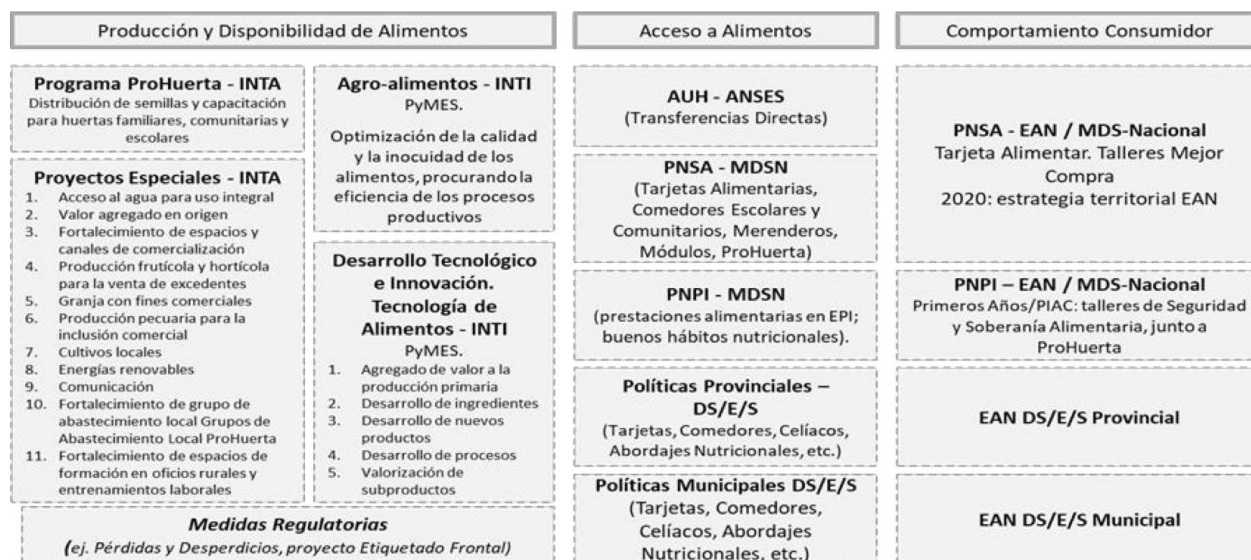 Producción y Disponibilidad de Alimentos
Programa ProHuerta - INTA
Distribución de semillas y capacitación
para huertas familiares, comunitarias y
escolares
Proyectos Especiales - INTA
1. Acceso al agua para uso integral
2. Valor agregado en origen
3. Fortalecimiento de espacios y
canales de comercialización
4. Producción frutícola y hortícola
para la venta de excedentes
5. Granja con fines comerciales
6. Producción pecuaria para la
inclusión comercial
7. Cultivos locales
8. Energías renovables
9. Comunicación
10. Fortalecimiento de grupo de
abastecimiento local Grupos de
Abastecimiento Local ProHuerta
11. Fortalecimiento de espacios de
formación en oficios rurales y
entrenamientos laborales
Agro-alimentos - INTI
PyMES.
Optimización de la calidad
y la inocuidad de los
alimentos, procurando la
eficiencia de los procesos
productivos
Desarrollo Tecnológico
e Innovación.
Tecnología de
Alimentos - INTI
PyMES.
1. Agregado de valor a la
producción primaria
2. Desarrollo de ingredientes
3. Desarrollo de nuevos
productos
4. Desarrollo de procesos
5. Valorización de
subproductos
Medidas Regulatorias
(ej. Pérdidas y Desperdicios, proyecto Etiquetado Frontal)
Acceso a Alimentos
AUH - ANSES
(Transferencias Directas)
PNSA - MDSN
(Tarjetas Alimentarias,
Comedores Escolares y
Comunitarios, Merenderos,
Módulos, ProHuerta)
PNPI - MDSN
(prestaciones alimentarias en EPI;
buenos hábitos nutricionales).
Políticas Provinciales –
DS/E/S
(Tarjetas, Comedores, Celíacos,
Abordajes Nutricionales, etc.)
Políticas Municipales DS/E/S
(Tarjetas, Comedores,
Celíacos, Abordajes
Nutricionales, etc.)
Comportamiento Consumidor
PNSA - EAN / MDS-Nacional
Tarjeta Alimentar. Talleres Mejor
Compra
2020: estrategia territorial EAN
PNPI – EAN / MDS-Nacional
Primeros Años/PIAC: talleres de Seguridad
y Soberanía Alimentaria, junto a
ProHuerta
EAN DS/E/S Provincial
EAN DS/E/S Municipal